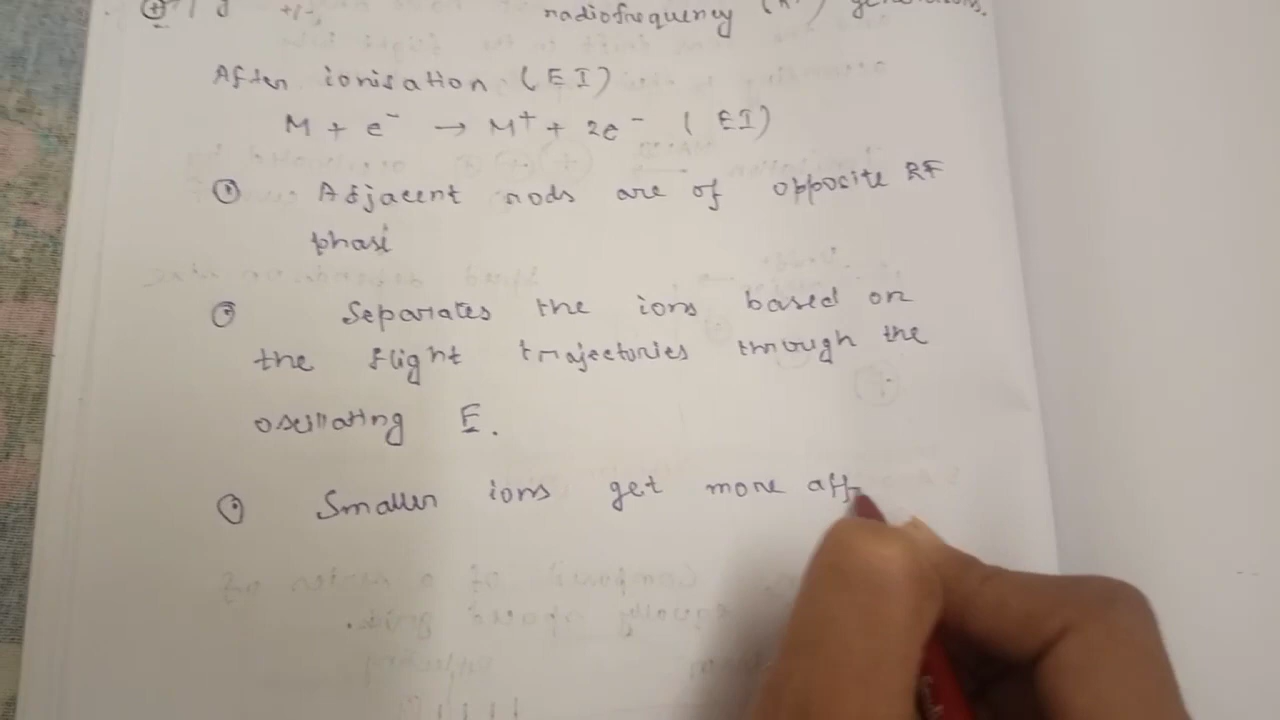 radiofrequency
After ionisation (EI)
M + e⁻ → M⁺ + 2e⁻ (EI)
Adjacent rods are of opposite RF
phase
Separates the ions based on
the flight trajectories through the
oscillating E.
Smaller ions get more aff